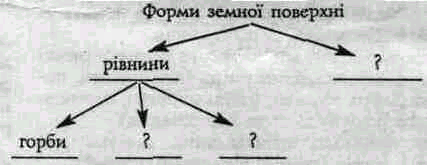 Форми земної поверхні
рівнини ?
горби ? ?